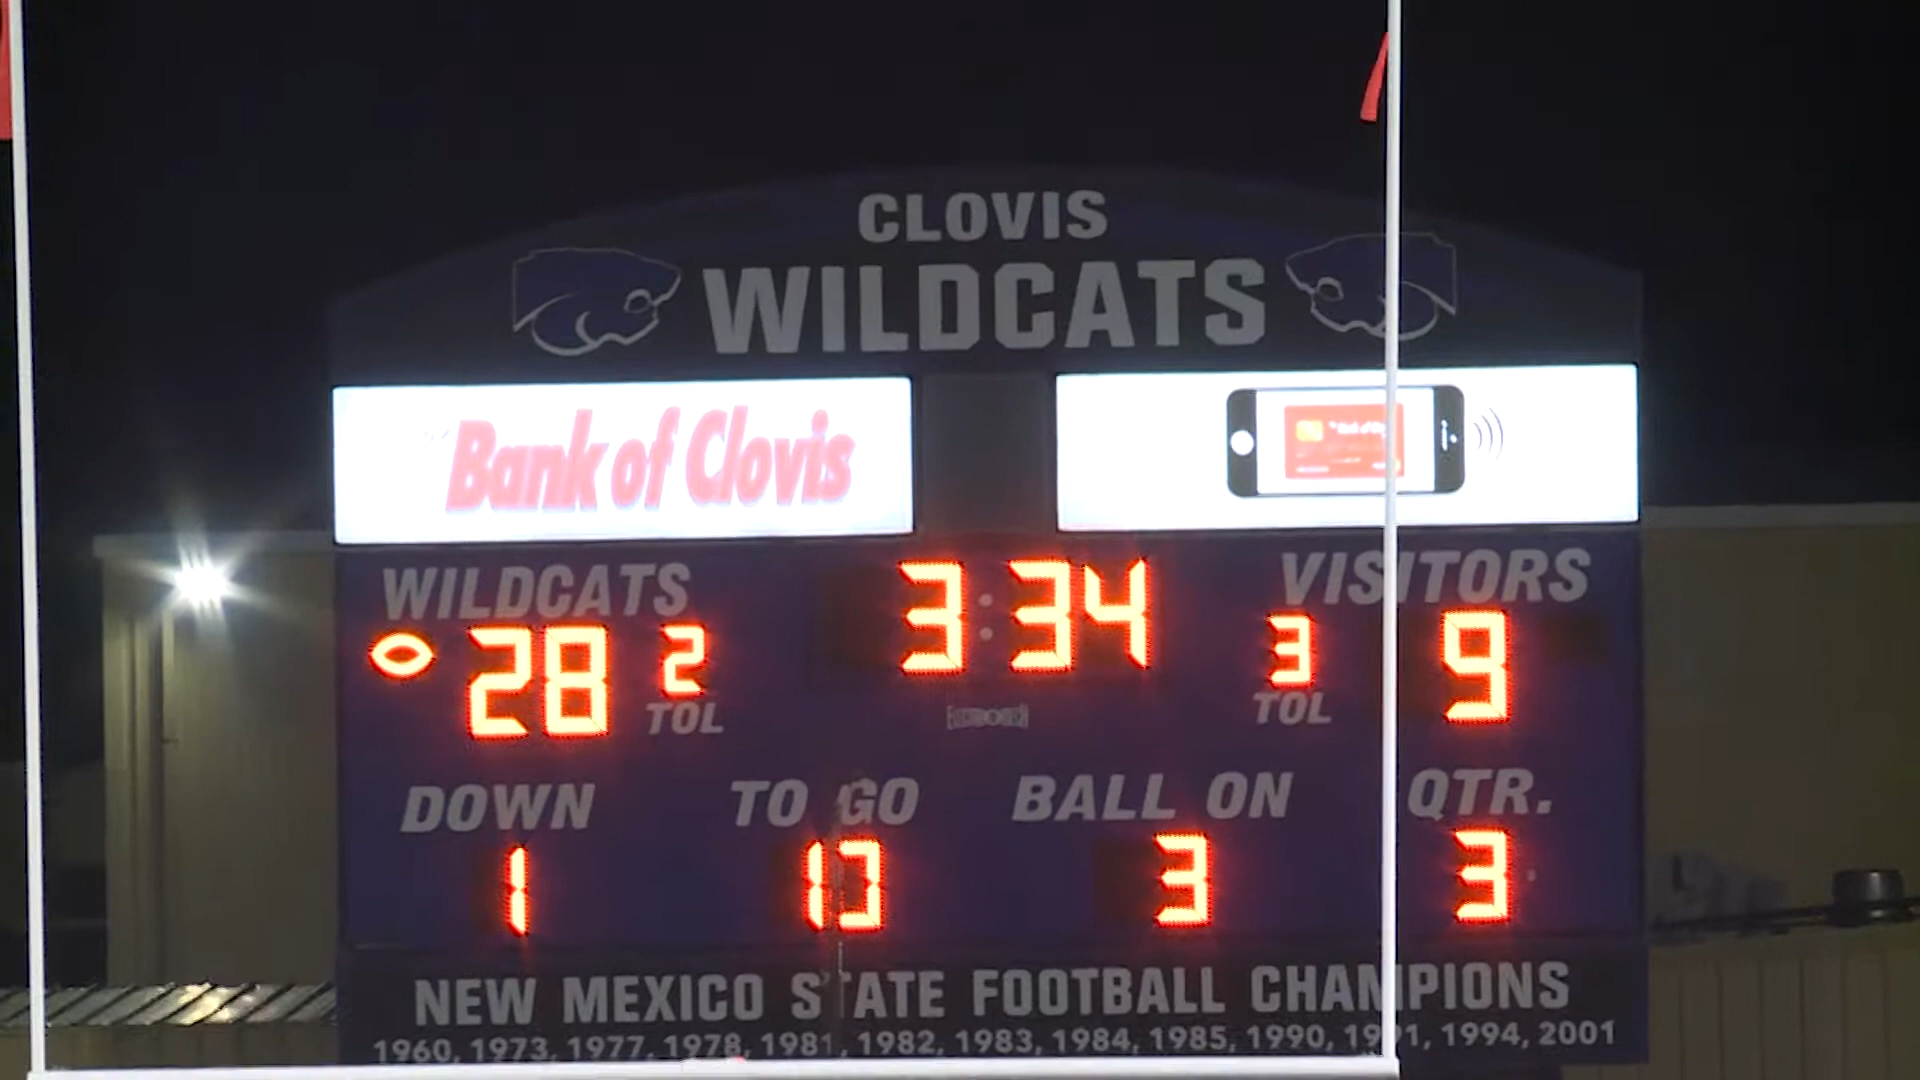 CLOVIS
WILDCATS
Bank of Clovis
WILDCATS 3:34 VISITORS
28 2 3 9
TOL TOL
DOWN TO GO BALL ON QTR.
1 10 3 3
NEW MEXICO STATE FOOTBALL CHAMPIONS
1960, 1973, 1977, 1978, 1981, 1982, 1983, 1984, 1985, 1990, 1991, 1994, 2001